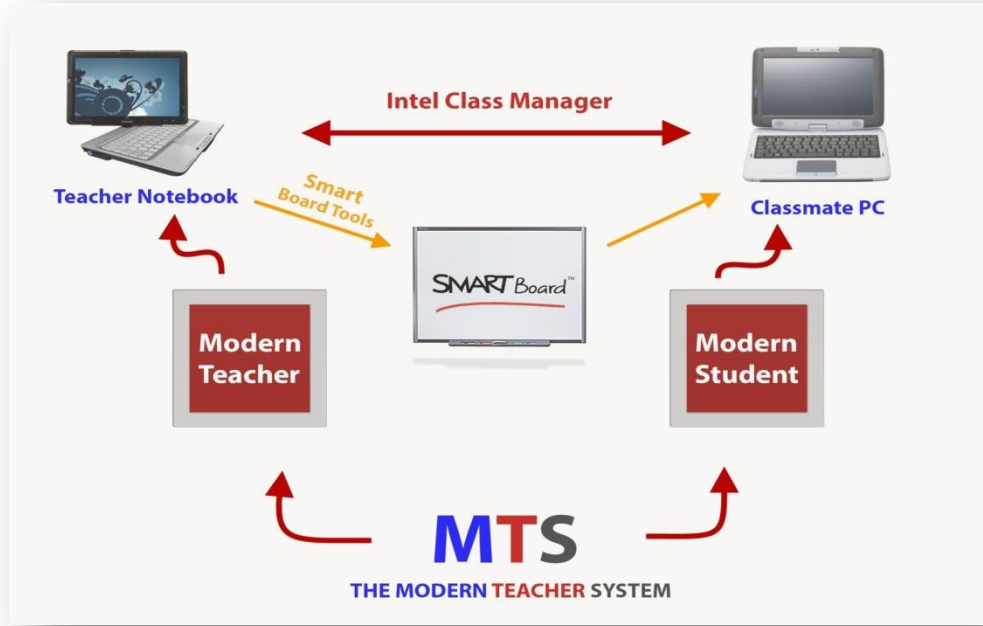 Intel Class Manager
Teacher Notebook
Smart
Board Tools
Classmate PC
SMART Board™
Modern
Teacher
Modern
Student
MTS
THE MODERN TEACHER SYSTEM